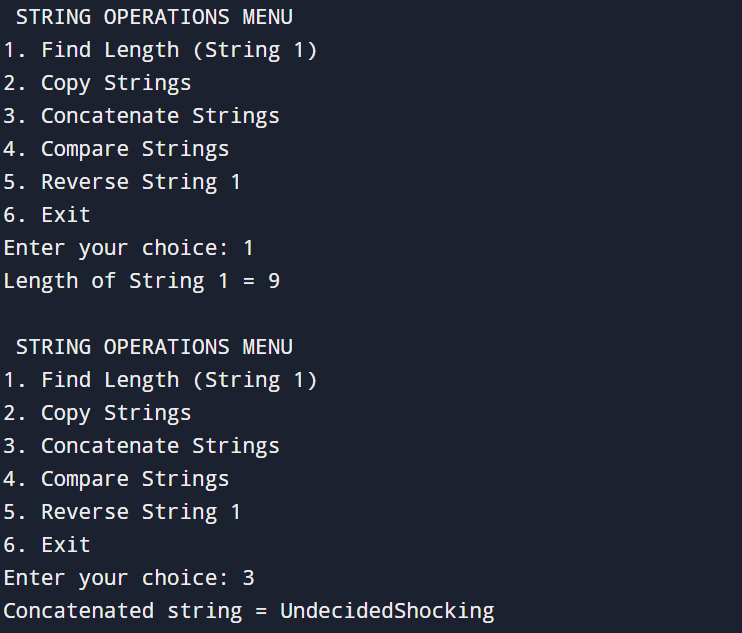 STRING OPERATIONS MENU
1. Find Length (String 1)
2. Copy Strings
3. Concatenate Strings
4. Compare Strings
5. Reverse String 1
6. Exit
Enter your choice: 1
Length of String 1 = 9
STRING OPERATIONS MENU
1. Find Length (String 1)
2. Copy Strings
3. Concatenate Strings
4. Compare Strings
5. Reverse String 1
6. Exit
Enter your choice: 3
Concatenated string = UndecidedShocking